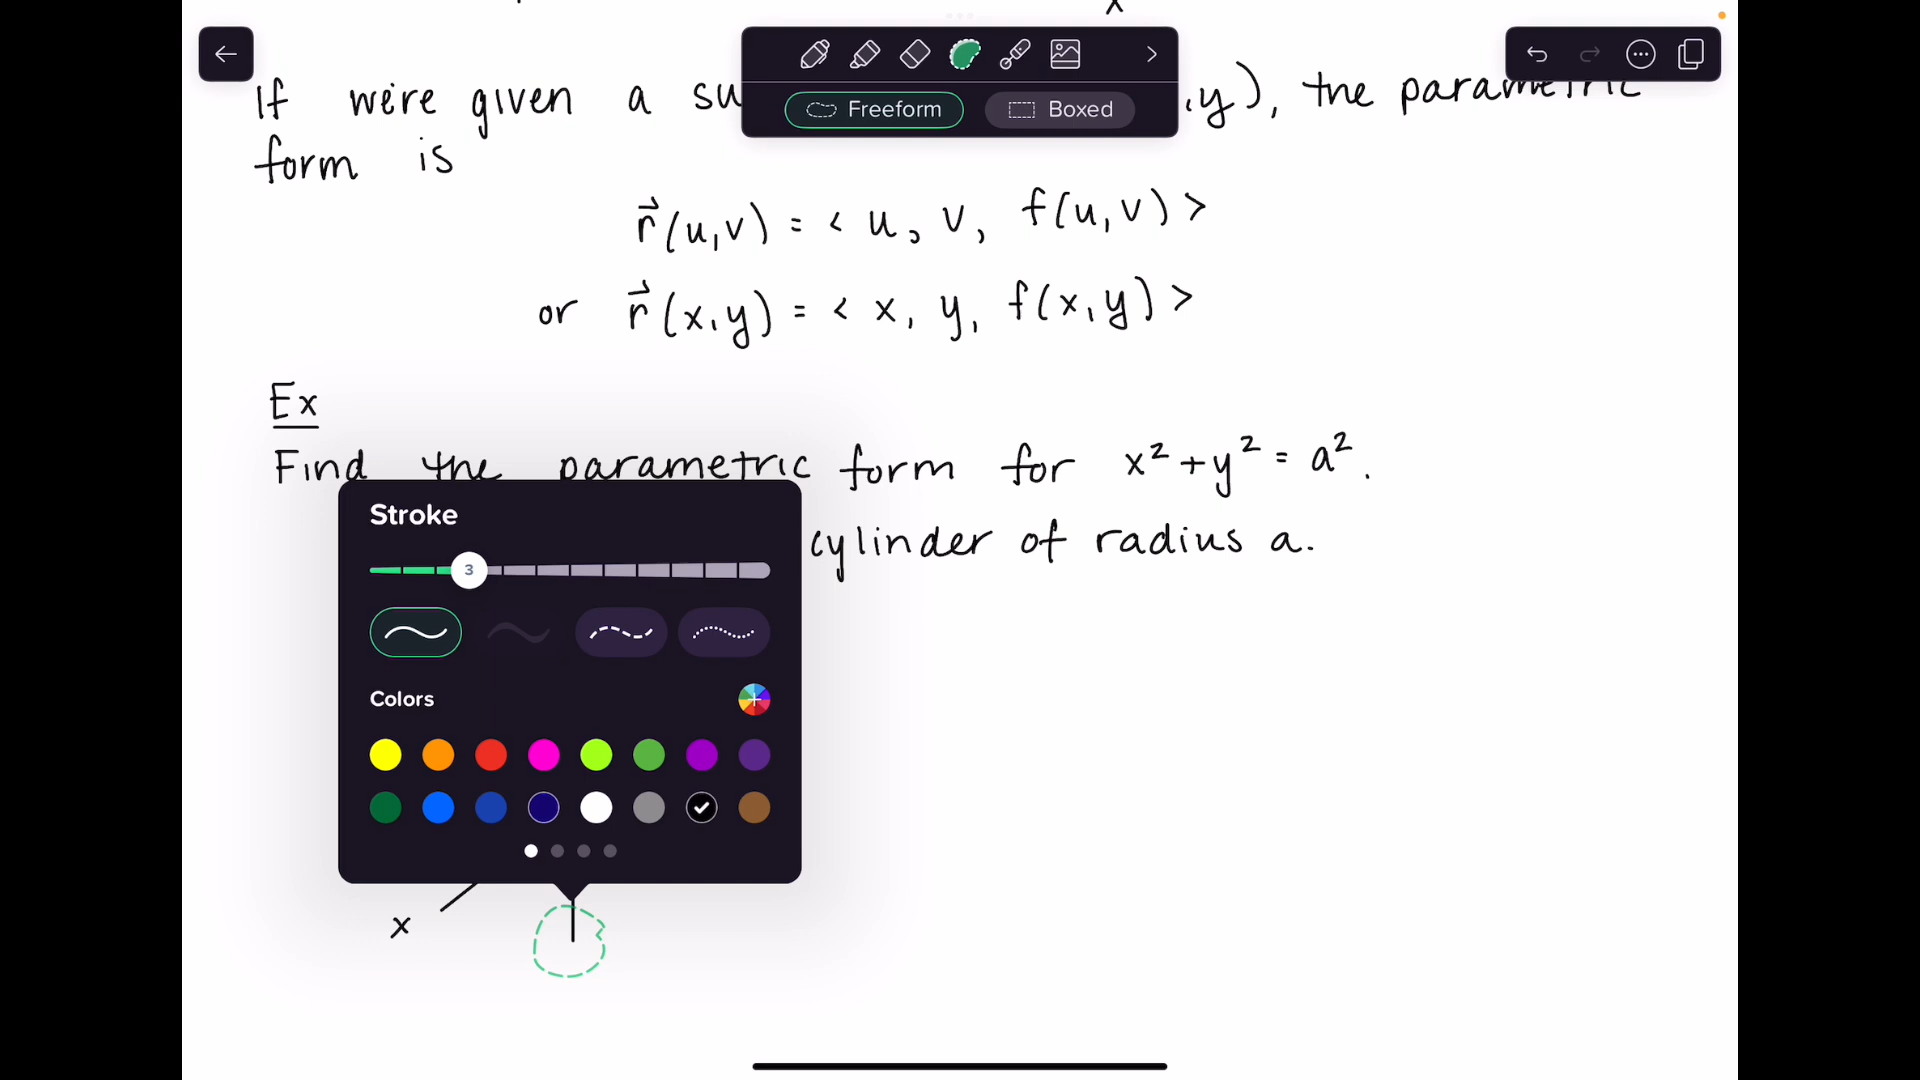 If we're given a su ,y), the parametric
form is
r⃗(u,v) = < u, v, f(u,v) >
or r⃗(x,y) = < x, y, f(x,y) >
Ex
Find the parametric form for x² + y² = a².
cylinder of radius a.
x
x
Freeform
Boxed
Stroke
3
Colors